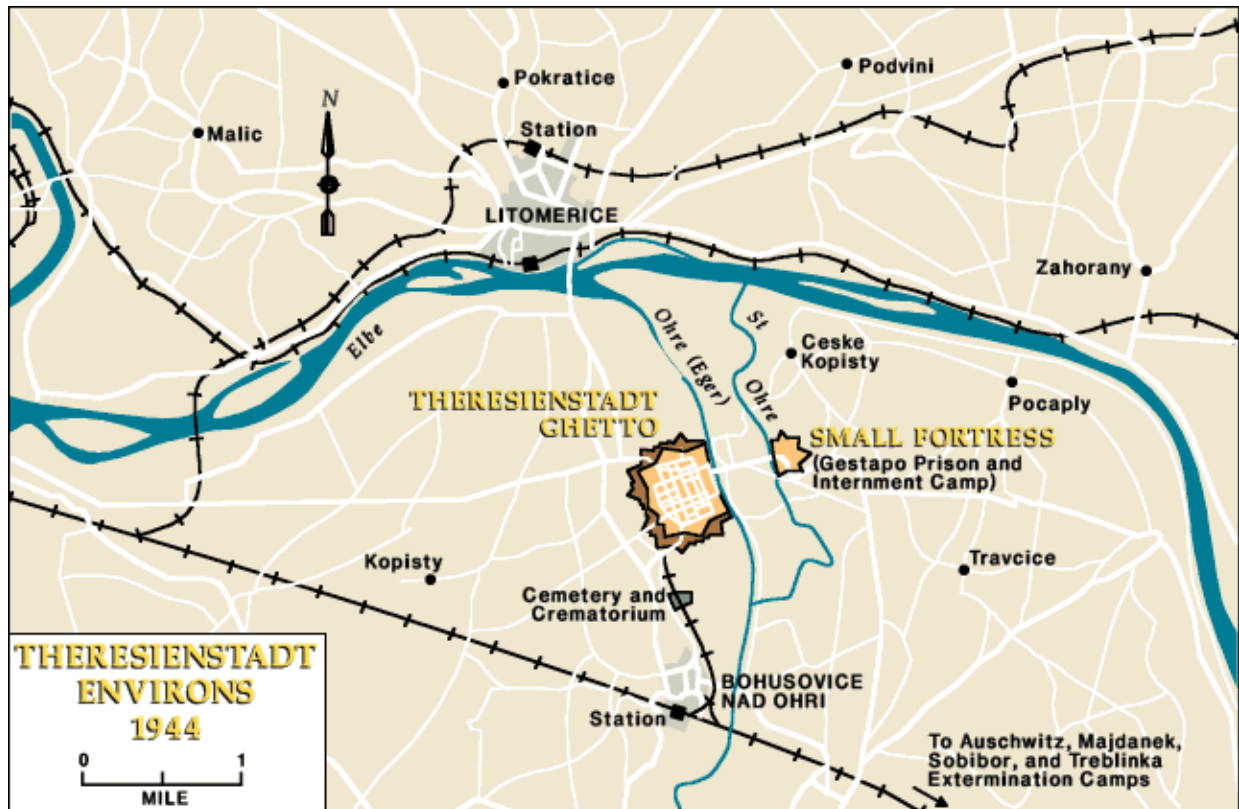 Pokratice
Podvini
N
Station
Malic
LITOMERICE
Zahorany
Elbe
Ohre (Eger)
St
Ohre
Ceske
Kopisty
Pocaply
THERESIENSTADT
GHETTO
SMALL FORTRESS
(Gestapo Prison and
Internment Camp)
Kopisty
Travcice
Cemetery and
Crematorium
BOHUSOVICE
NAD OHRI
Station
THERESIENSTADT
ENVIRONS
1944
0 1
MILE
To Auschwitz, Majdanek,
Sobibor, and Treblinka
Extermination Camps